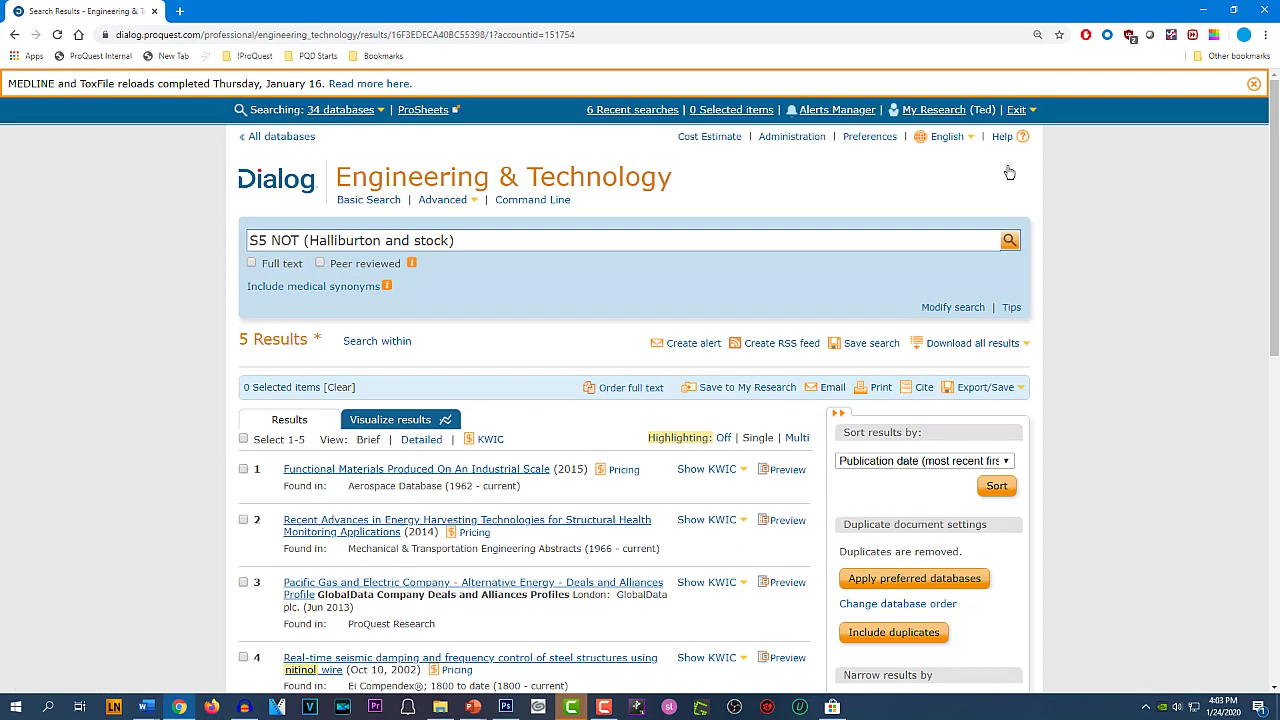 Search Results - Engineering & T
dialog.proquest.com/professional/engineering_technology/results/16F3EDECA40BC55398/1?accountid=151754
Apps ProQuest Internal New Tab !ProQuest PQD Starts Bookmarks Other bookmarks
MEDLINE and ToxFile reloads completed Thursday, January 16. Read more here.
Searching: 34 databases | ProSheets 6 Recent searches | 0 Selected items | Alerts Manager | My Research (Ted) | Exit
« All databases Cost Estimate | Administration | Preferences | English | Help ?
Dialog Engineering & Technology
Basic Search | Advanced | Command Line
S5 NOT (Halliburton and stock)
Full text Peer reviewed i
Include medical synonyms i
Modify search | Tips
5 Results * Search within Create alert Create RSS feed Save search Download all results
0 Selected items [Clear] Order full text Save to My Research Email Print Cite Export/Save
Results Visualize results
Select 1-5 View: Brief | Detailed | $ KWIC Highlighting: Off | Single | Multi
Sort results by:
Publication date (most recent firs
Sort
1 Functional Materials Produced On An Industrial Scale (2015) $ Pricing Show KWIC Preview
Found in: Aerospace Database (1962 - current)
2 Recent Advances in Energy Harvesting Technologies for Structural Health Show KWIC Preview
Monitoring Applications (2014) $ Pricing
Found in: Mechanical & Transportation Engineering Abstracts (1966 - current)
Duplicate document settings
Duplicates are removed.
Apply preferred databases
Change database order
Include duplicates
3 Pacific Gas and Electric Company - Alternative Energy - Deals and Alliances Show KWIC Preview
Profile GlobalData Company Deals and Alliances Profiles London: GlobalData
plc. (Jun 2013)
Found in: ProQuest Research
4 Real-time seismic damping and frequency control of steel structures using Show KWIC Preview
nitinol wire (Oct 10, 2002) $ Pricing
Found in: Ei Compendex®; 1800 to date (1800 - current)
Narrow results by
4:03 PM
1/24/2020